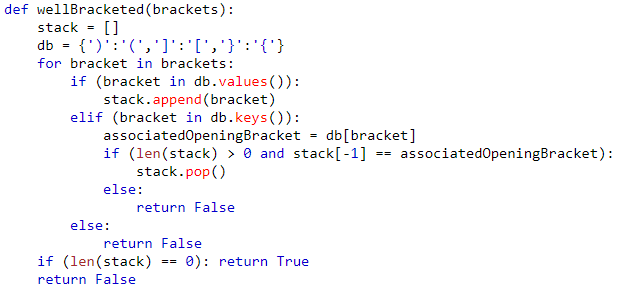 def wellBracketed(brackets):
    stack = []
    db = {')':'(',']':'[','}':'{'}
    for bracket in brackets:
        if (bracket in db.values()):
            stack.append(bracket)
        elif (bracket in db.keys()):
            associatedOpeningBracket = db[bracket]
            if (len(stack) > 0 and stack[-1] == associatedOpeningBracket):
                stack.pop()
            else:
                return False
        else:
            return False
    if (len(stack) == 0): return True
    return False